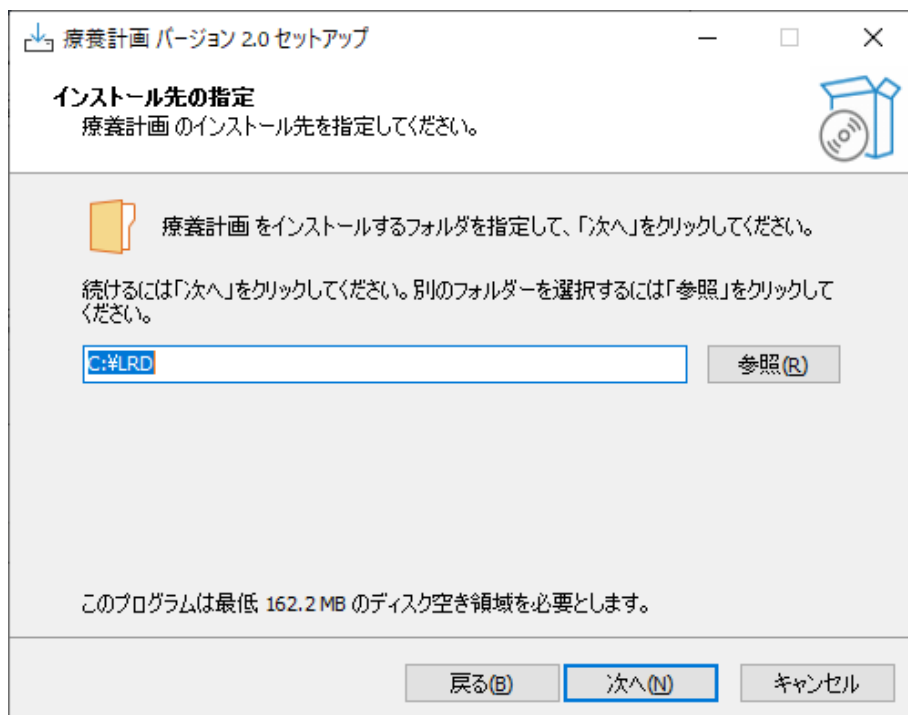 療養計画 バージョン 2.0 セットアップ
インストール先の指定
療養計画 のインストール先を指定してください。
療養計画 をインストールするフォルダを指定して、「次へ」をクリックしてください。
続けるには「次へ」をクリックしてください。別のフォルダーを選択するには「参照」をクリックして
ください。
C:¥LRD
参照(R)
このプログラムは最低 162.2 MB のディスク空き領域を必要とします。
戻る(B)
次へ(N)
キャンセル